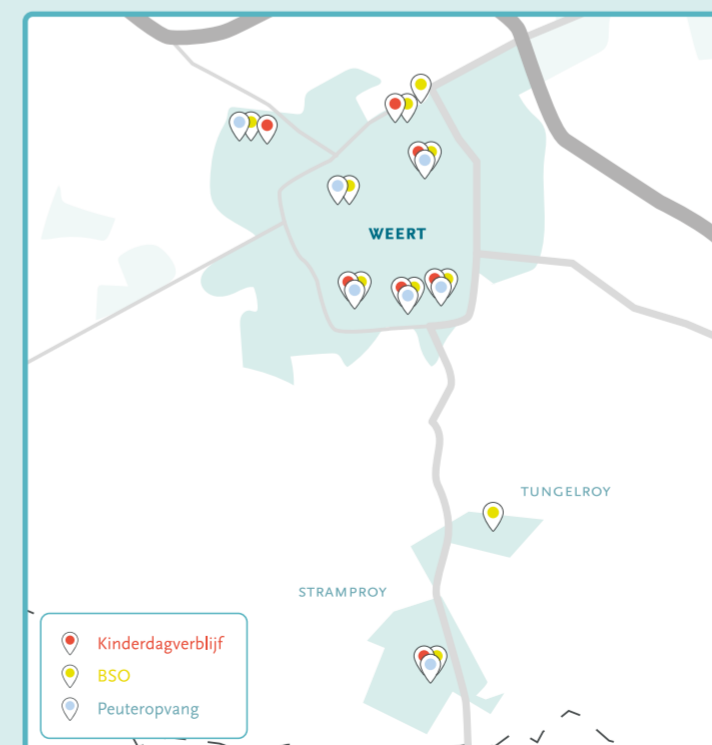 WEERT
TUNGELROY
STRAMPROY
Kinderdagverblijf
BSO
Peuteropvang